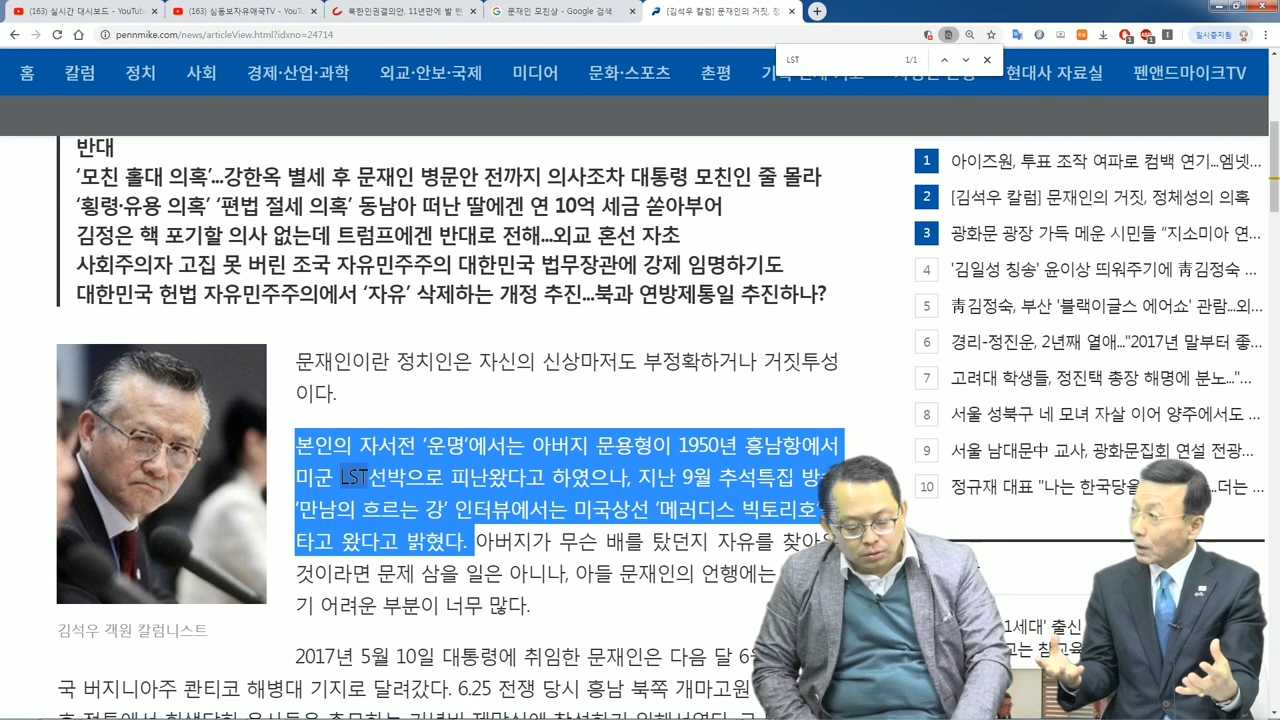 (163) 실시간 대시보드 - YouTub
(163) 심동보자유애국TV - YouTu
북한인권결의안, 11년만에 발 뺀
문재인 모친상 - Google 검색
[김석우 칼럼] 문재인의 거짓, 정
pennmike.com/news/articleView.html?idxno=24714
일시중지됨
LST
1/1
홈 칼럼 정치 사회 경제·산업·과학 외교·안보·국제 미디어 문화·스포츠 촌평 현대사 자료실 펜앤드마이크TV
반대
‘모친 홀대 의혹’...강한옥 별세 후 문재인 병문안 전까지 의사조차 대통령 모친인 줄 몰라
‘횡령·유용 의혹’ ‘편법 절세 의혹’ 동남아 떠난 딸에겐 연 10억 세금 쏟아부어
김정은 핵 포기할 의사 없는데 트럼프에겐 반대로 전해...외교 혼선 자초
사회주의자 고집 못 버린 조국 자유민주주의 대한민국 법무장관에 강제 임명하기도
대한민국 헌법 자유민주주의에서 ‘자유’ 삭제하는 개정 추진...북과 연방제통일 추진하나?
문재인이란 정치인은 자신의 신상마저도 부정확하거나 거짓투성
이다.
본인의 자서전 ‘운명’에서는 아버지 문용형이 1950년 흥남항에서
미군 LST선박으로 피난왔다고 하였으나, 지난 9월 추석특집
‘만남의 흐르는 강’ 인터뷰에서는 미국상선 ‘메러디스 빅토리호’
타고 왔다고 밝혔다. 아버지가 무슨 배를 탔던지 자유를
것이라면 문제 삼을 일은 아니나, 아들 문재인의 언행에는
기 어려운 부분이 너무 많다.
김석우 객원 칼럼니스트
2017년 5월 10일 대통령에 취임한 문재인은 다음 달
국 버지니아주 콴티코 해병대 기지로 달려갔다. 6.25 전쟁 당시 흥남 북쪽 개마고원
1 아이즈원, 투표 조작 여파로 컴백 연기...엠넷...
2 [김석우 칼럼] 문재인의 거짓, 정체성의 의혹
3 광화문 광장 가득 메운 시민들 “지소미아 연...
4 '김일성 칭송' 윤이상 띄워주기에 靑김정숙 ...
5 靑김정숙, 부산 '블랙이글스 에어쇼' 관람...외...
6 경리-정진운, 2년째 열애..."2017년 말부터 좋...
7 고려대 학생들, 정진택 총장 해명에 분노..."...
8 서울 성북구 네 모녀 자살 이어 양주에서도 ...
9 서울 남대문中 교사, 광화문집회 연설 전광...
10 정규재 대표 "나는 한국당을 ...더는 ...
1세대' 출신